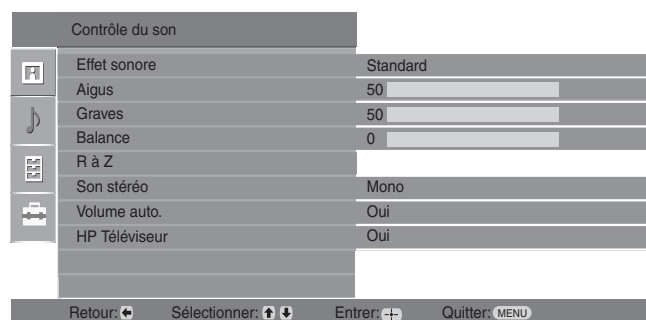 Contrôle du son
Effet sonore Standard
Aigus 50
Graves 50
Balance 0
R à Z
Son stéréo Mono
Volume auto. Oui
HP Téléviseur Oui
Retour: Sélectionner: Entrer: Quitter: MENU